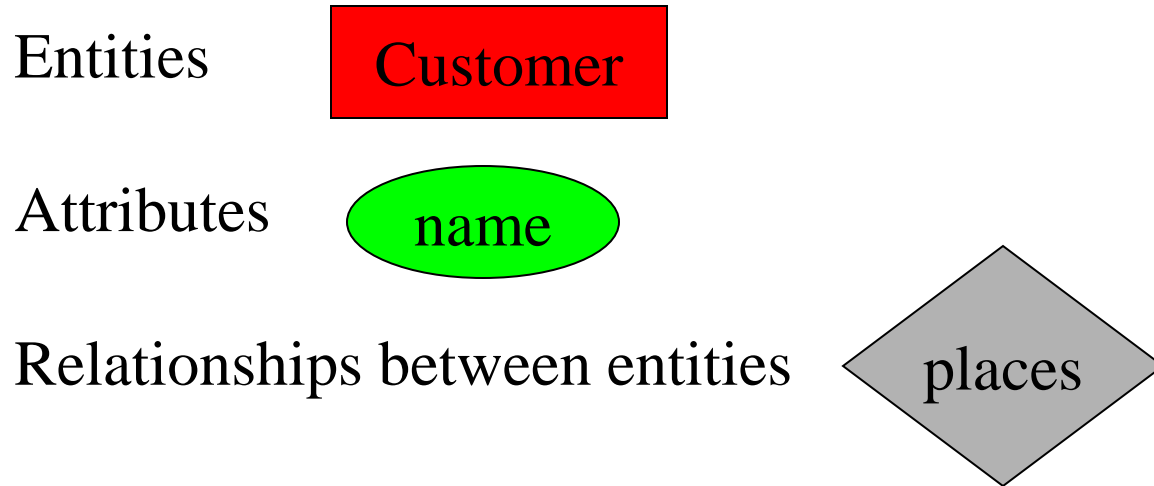 Entities Customer
Attributes name
Relationships between entities places